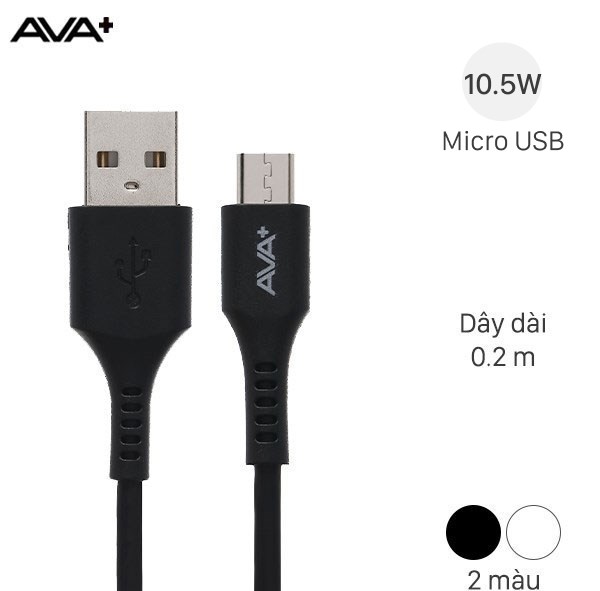 AVA+
10.5W
Micro USB
AVA+
Dây dài
0.2 m
2 màu